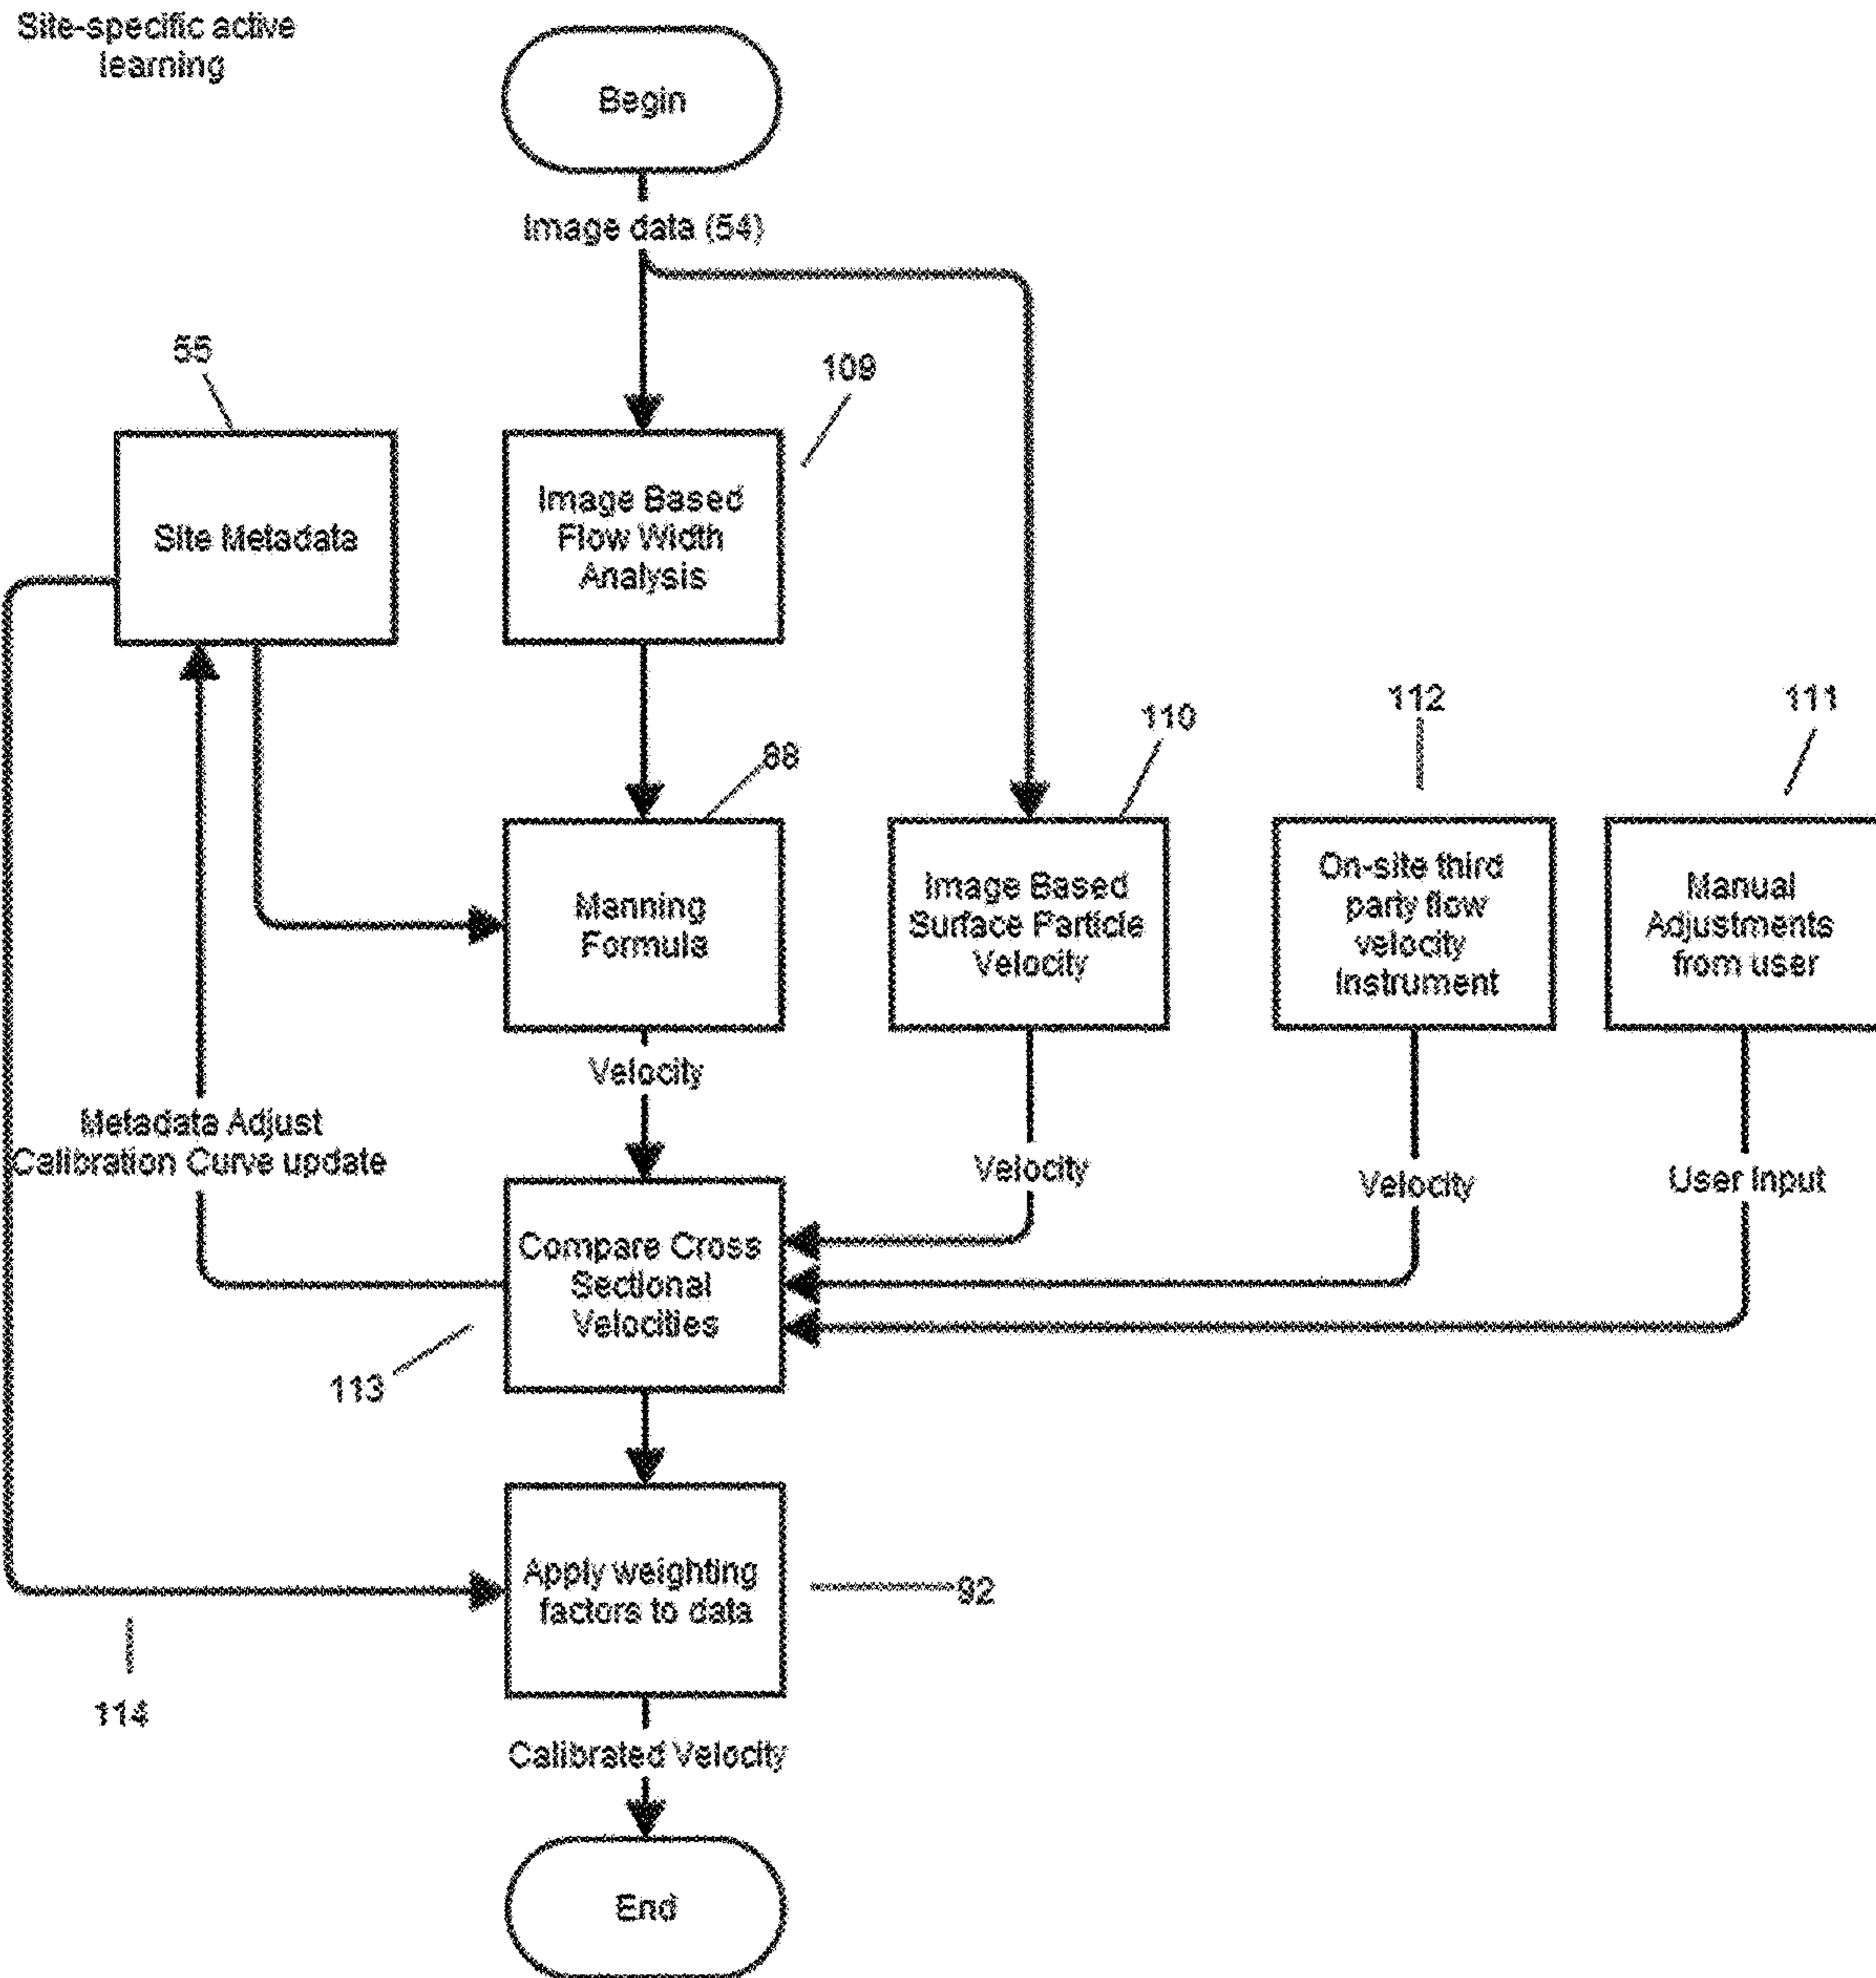 Site-specific active
learning
Begin
Image data (54)
55
109
Site Metadata
Image Based
Flow Width
Analysis
88
110
112
111
Manning
Formula
Image Based
Surface Particle
Velocity
On-site third
party flow
velocity
Instrument
Manual
Adjustments
from user
Velocity
Metadata Adjust
Calibration Curve update
Velocity
Velocity
User Input
Compare Cross
Sectional
Velocities
113
Apply weighting
factors to data
92
114
Calibrated Velocity
End